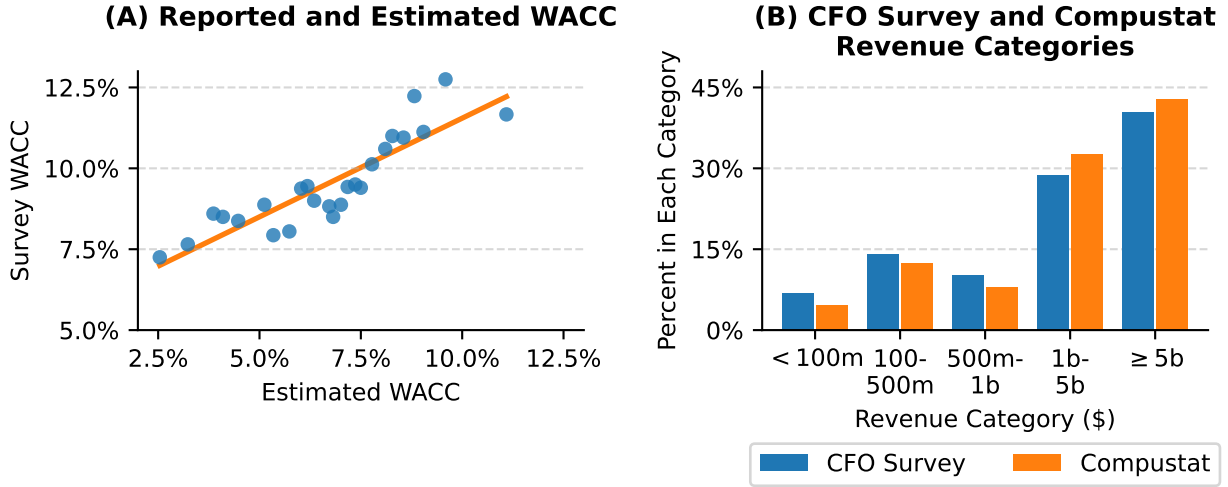 (A) Reported and Estimated WACC
Survey WACC
12.5%
10.0%
7.5%
5.0%
2.5% 5.0% 7.5% 10.0% 12.5%
Estimated WACC
(B) CFO Survey and Compustat
Revenue Categories
Percent in Each Category
45%
30%
15%
0%
< 100m 100- 500m- 1b- ≥ 5b
500m 1b 5b
Revenue Category ($)
CFO Survey Compustat